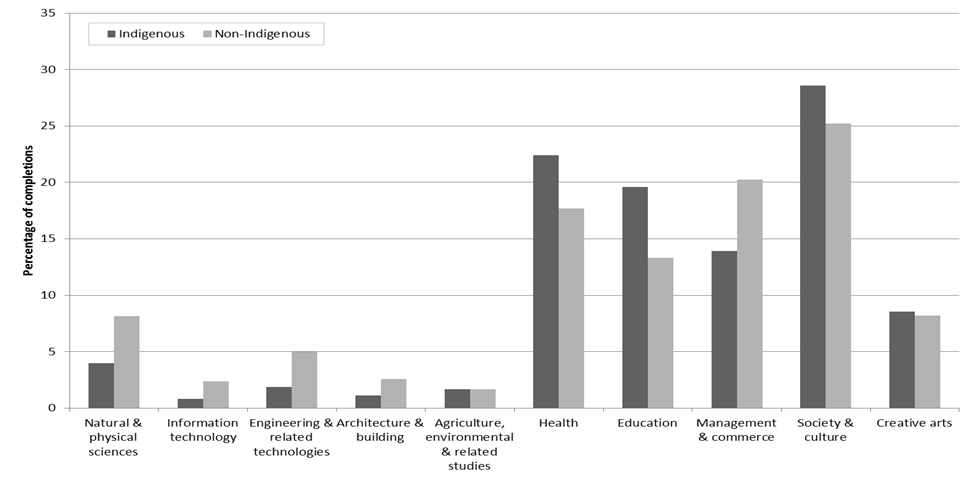 35
30
25
20
15
10
5
0
Percentage of completions
Indigenous Non-Indigenous
Natural &
physical
sciences
Information
technology
Engineering &
related
technologies
Architecture &
building
Agriculture,
environmental
& related
studies
Health
Education
Management
& commerce
Society &
culture
Creative arts